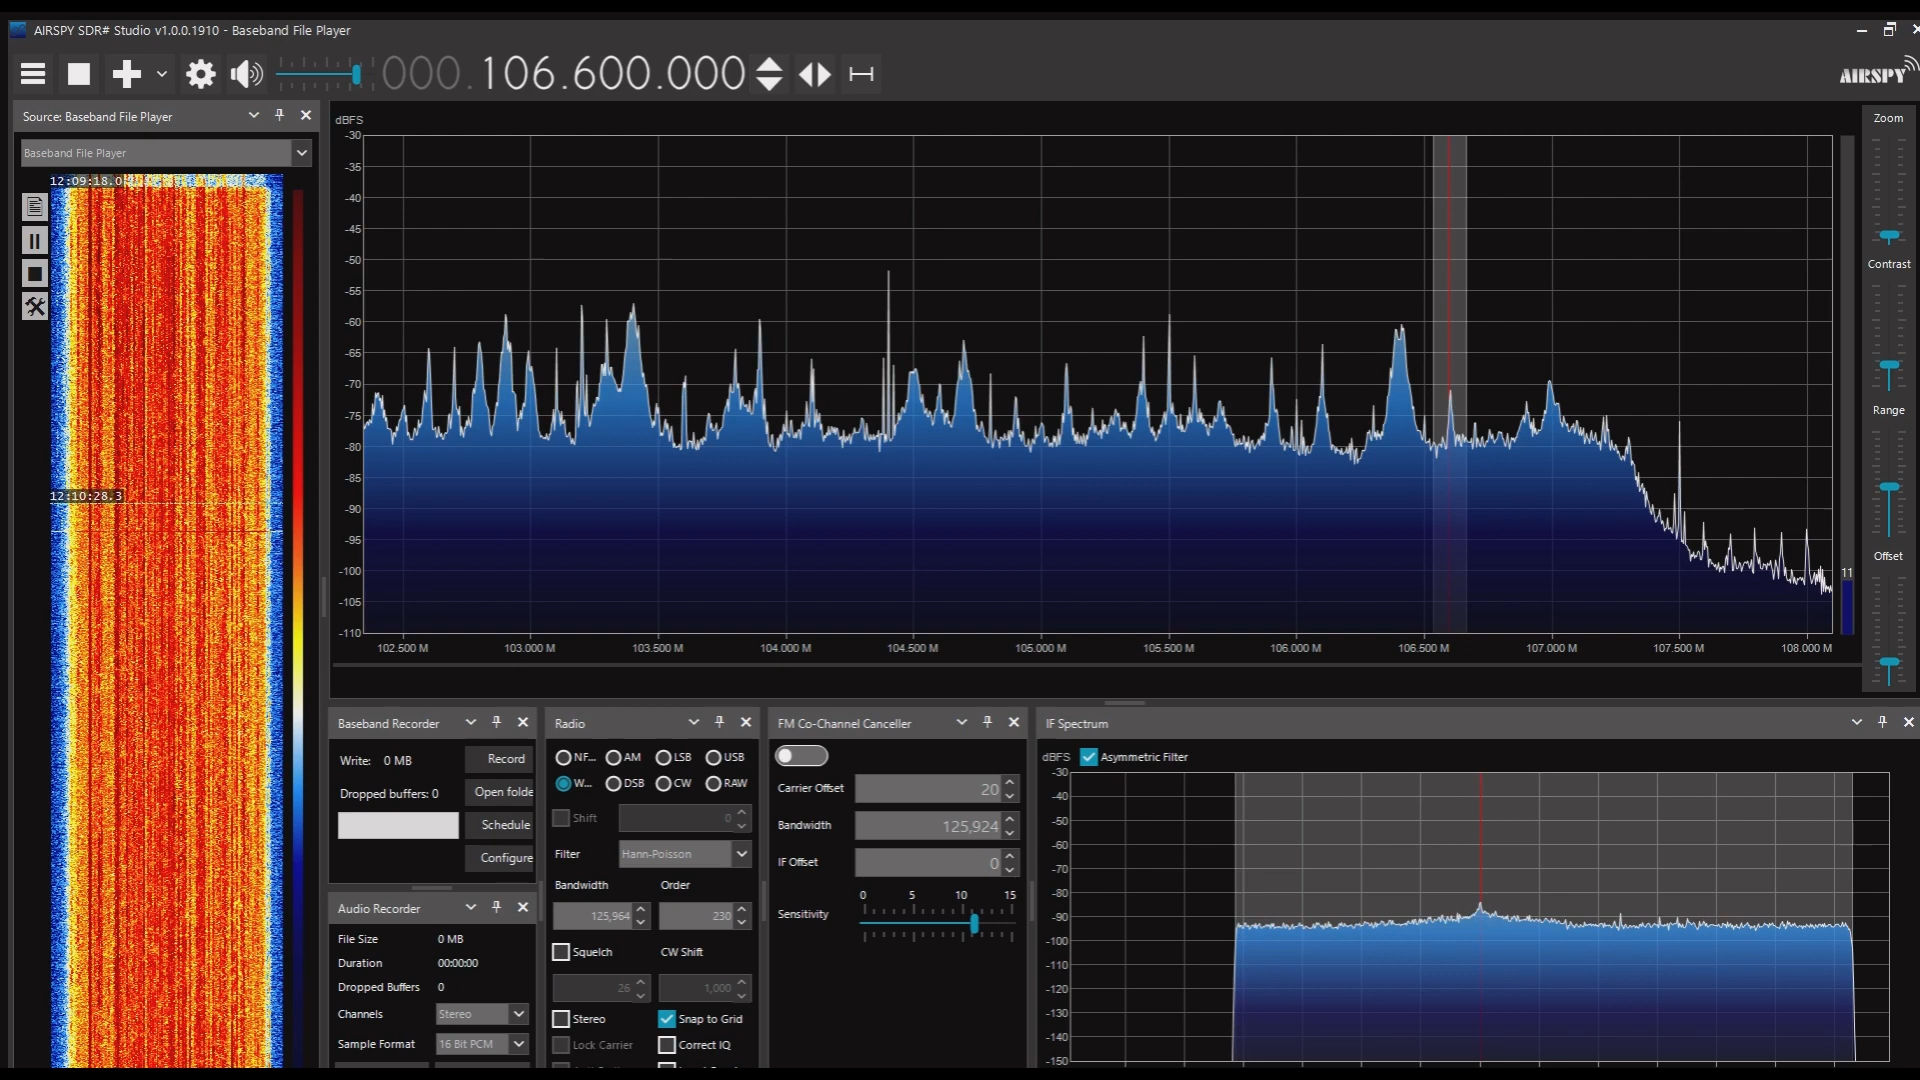 AIRSPY SDR# Studio v1.0.0.1910 - Baseband File Player
000.106.600.000
AIRSPY
Source: Baseband File Player
Baseband File Player
12:09:18.0
12:10:28.3
dBFS
-30
-35
-40
-45
-50
-55
-60
-65
-70
-75
-80
-85
-90
-95
-100
-105
-110
102.500 M 103.000 M 103.500 M 104.000 M 104.500 M 105.000 M 105.500 M 106.000 M 106.500 M 107.000 M 107.500 M 108.000 M
11
Zoom
Contrast
Range
Offset
Baseband Recorder
Write: 0 MB
Record
Dropped buffers: 0
Open folde
Schedule
Configure
Audio Recorder
File Size 0 MB
Duration 00:00:00
Dropped Buffers 0
Channels Stereo
Sample Format 16 Bit PCM
Radio
NF... AM LSB USB
W... DSB CW RAW
Shift 0
Filter Hann-Poisson
Bandwidth Order
125,964 230
Squelch CW Shift
26 1,000
Stereo Snap to Grid
Lock Carrier Correct IQ
FM Co-Channel Canceller
Carrier Offset 20
Bandwidth 125,924
IF Offset 0
0 5 10 15
Sensitivity
IF Spectrum
dBFS Asymmetric Filter
-30
-40
-50
-60
-70
-80
-90
-100
-110
-120
-130
-140
-150